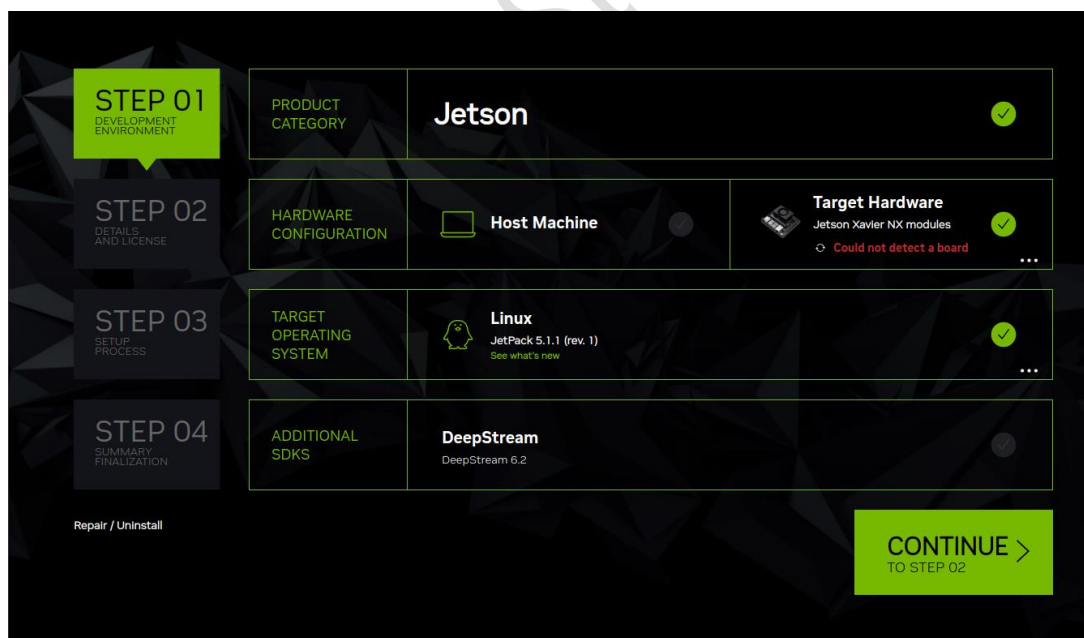 STEP 01
DEVELOPMENT
ENVIRONMENT
PRODUCT
CATEGORY
Jetson
STEP 02
DETAILS
AND LICENSE
HARDWARE
CONFIGURATION
Host Machine
Target Hardware
Jetson Xavier NX modules
Could not detect a board
...
STEP 03
SETUP
PROCESS
TARGET
OPERATING
SYSTEM
Linux
JetPack 5.1.1 (rev. 1)
See what's new
...
STEP 04
SUMMARY
FINALIZATION
ADDITIONAL
SDKS
DeepStream
DeepStream 6.2
Repair / Uninstall
CONTINUE >
TO STEP 02